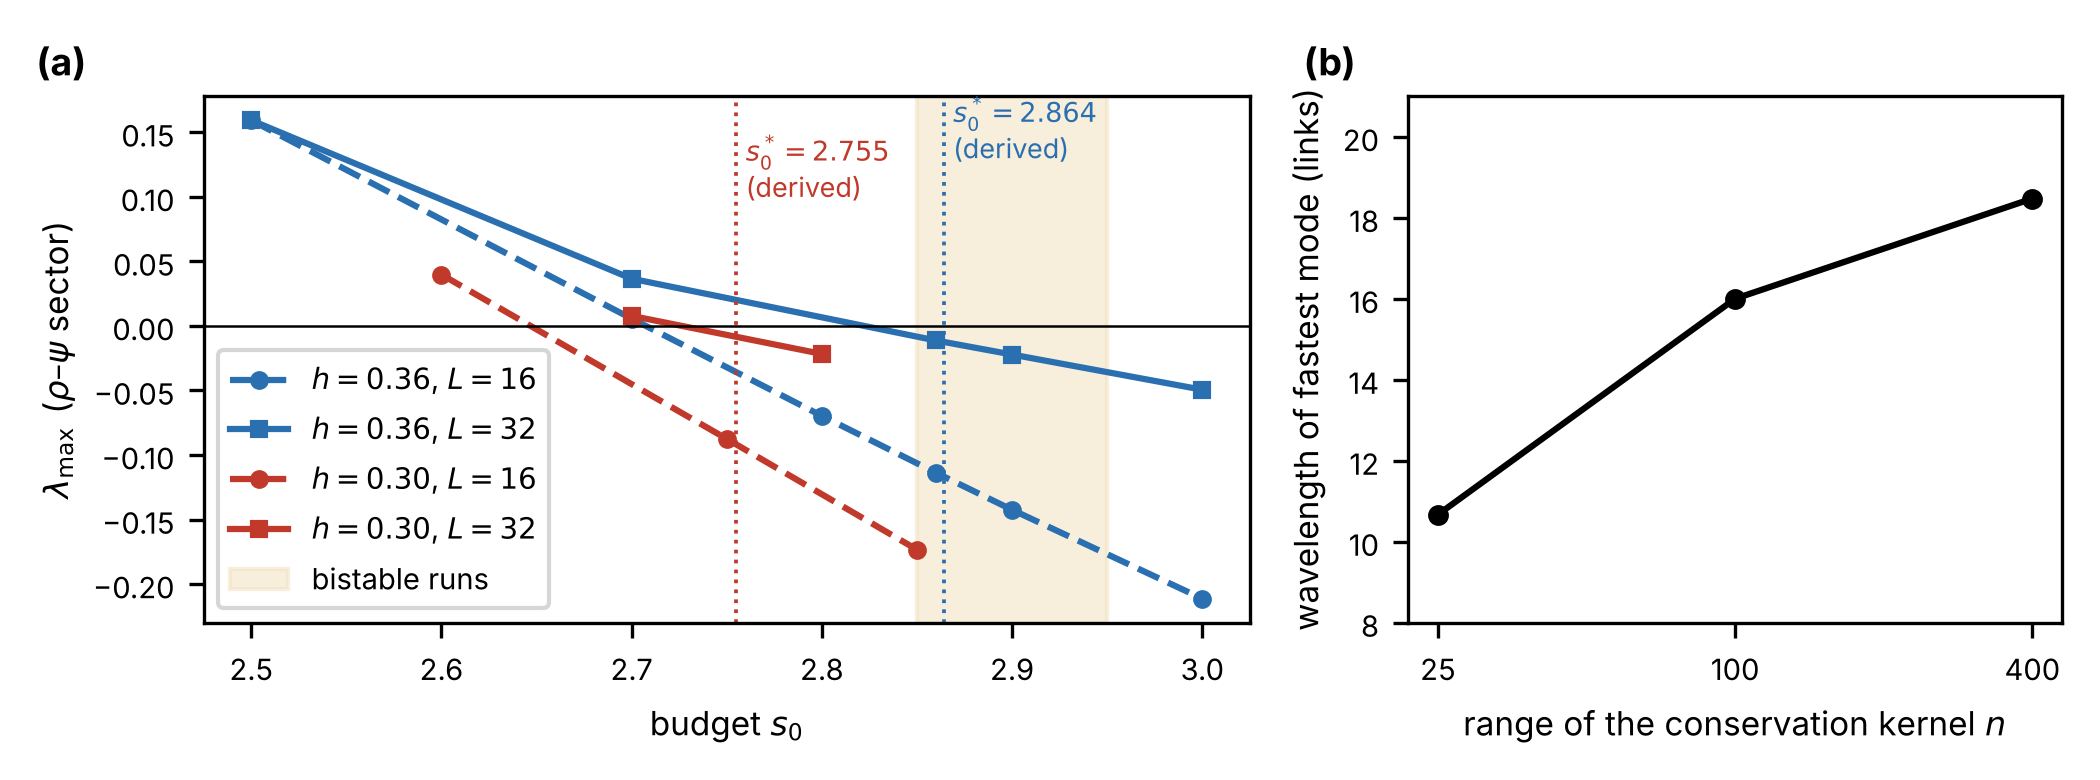 (a)
λmax (ρ–ψ sector)
0.15
0.10
0.05
0.00
−0.05
−0.10
−0.15
−0.20
s0* = 2.755
(derived)
s0* = 2.864
(derived)
h = 0.36, L = 16
h = 0.36, L = 32
h = 0.30, L = 16
h = 0.30, L = 32
bistable runs
2.5 2.6 2.7 2.8 2.9 3.0
budget s0
(b)
wavelength of fastest mode (links)
20
18
16
14
12
10
8
25 100 400
range of the conservation kernel n